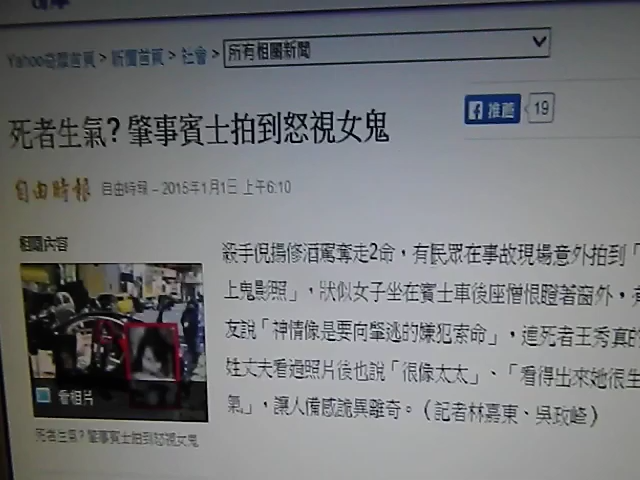 Yahoo奇摩首頁 > 新聞首頁 > 社會 > 所有相關新聞
推薦 19
死者生氣? 肇事賓士拍到怒視女鬼
自由時報 自由時報 – 2015年1月1日 上午6:10
相關內容
看相片
死者生氣? 肇事賓士拍到怒視女鬼
殺手倪揚修酒駕奪走2命，有民眾在事故現場意外拍到「
上鬼影照」，狀似女子坐在賓士車後座憎恨瞪著窗外，
友說「神情像是要向肇逃的嫌犯索命」，連死者王秀真的
姓丈夫看過照片後也說「很像太太」、「看得出來她很生
氣」，讓人備感詭異離奇。（記者林嘉東、吳政峰）